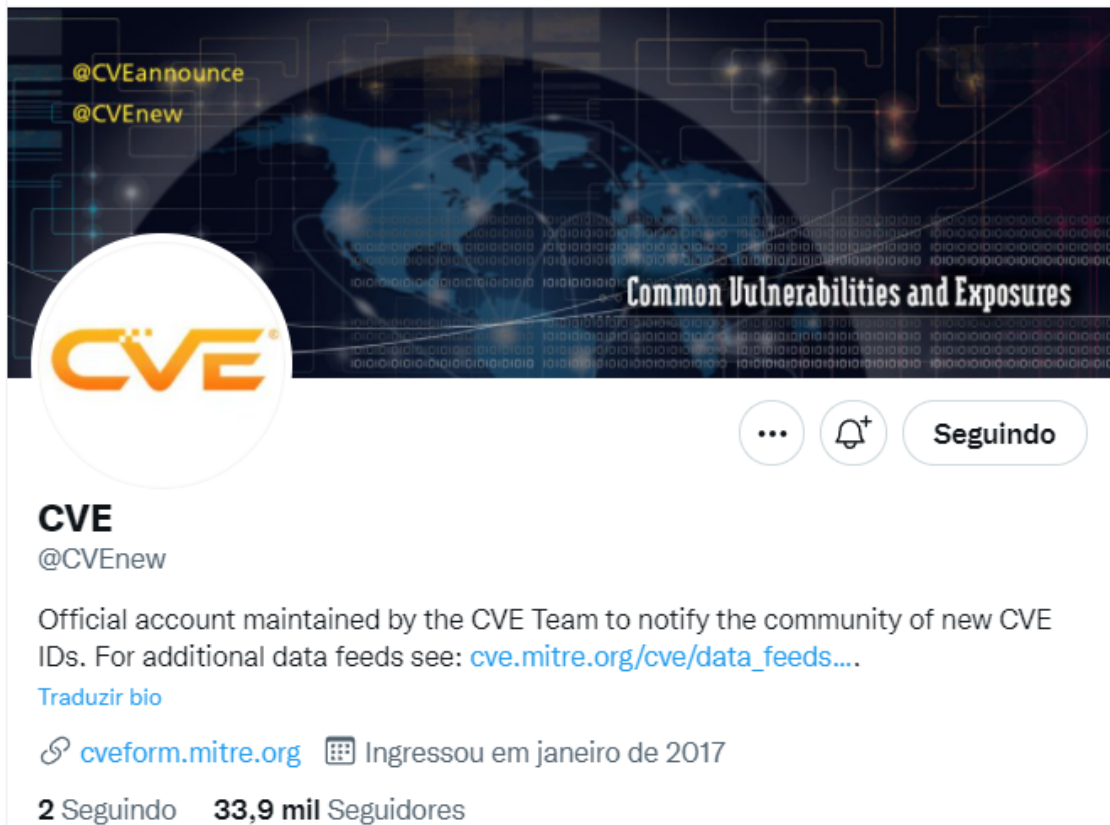 @CVEannounce
@CVEnew
Common Vulnerabilities and Exposures
CVE®
Seguindo
CVE
@CVEnew
Official account maintained by the CVE Team to notify the community of new CVE
IDs. For additional data feeds see: cve.mitre.org/cve/data_feeds….
Traduzir bio
cveform.mitre.org Ingressou em janeiro de 2017
2 Seguindo 33,9 mil Seguidores